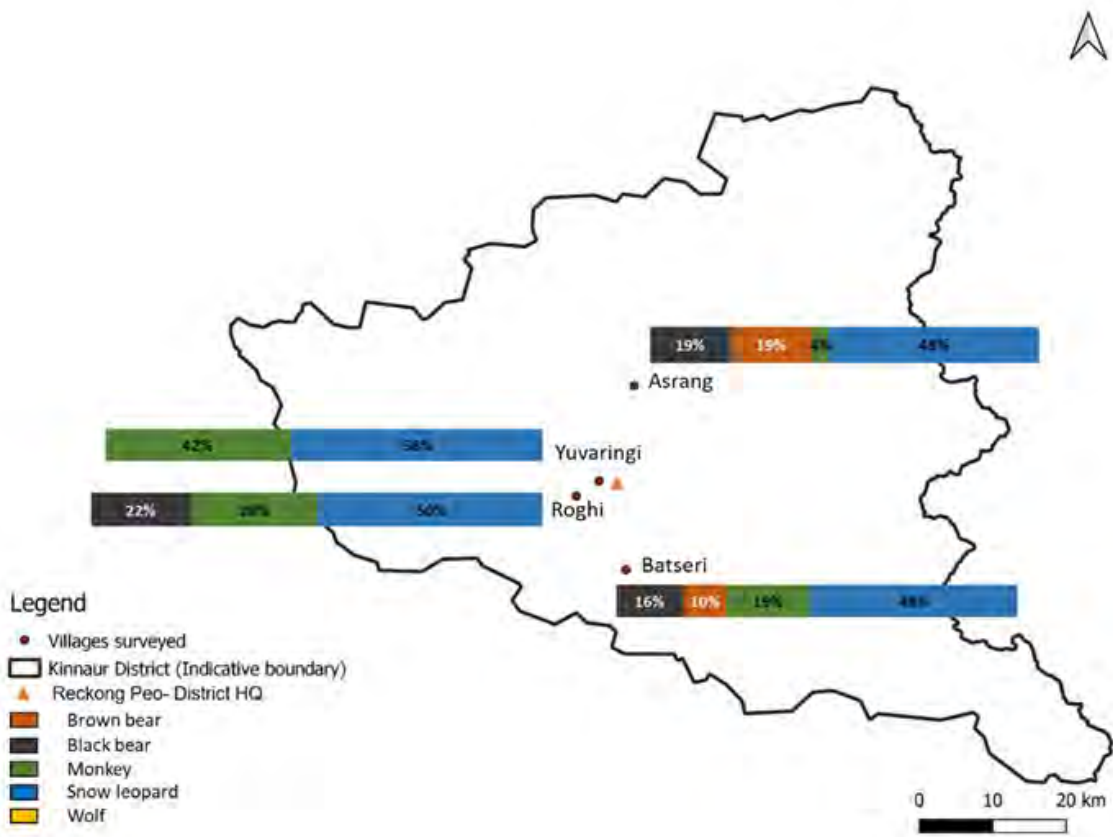 19% 19% 4% 48%
Asrang
42% 58%
Yuvaringi
22% 28% 50%
Roghi
Batseri
16% 10% 19% 48%
Legend
Villages surveyed
Kinnaur District (Indicative boundary)
Reckong Peo- District HQ
Brown bear
Black bear
Monkey
Snow leopard
Wolf
0 10 20 km